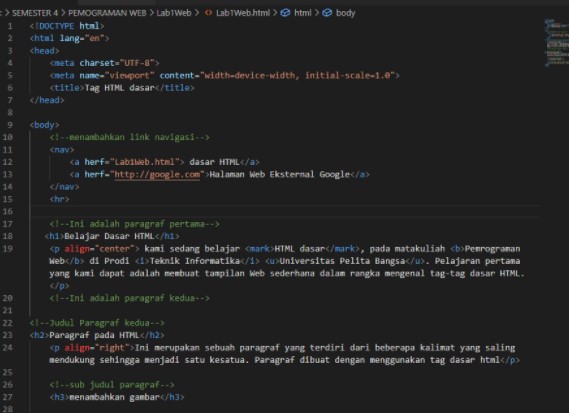 SEMESTER 4 > PEMOGRAMAN WEB > Lab1Web > Lab1Web.html > html > body
1 <!DOCTYPE html>
2 <html lang="en">
3 <head>
4 <meta charset="UTF-8">
5 <meta name="viewport" content="width=device-width, initial-scale=1.0">
6 <title>Tag HTML dasar</title>
7 </head>
8
9 <body>
10 <!--menambahkan link navigasi-->
11 <nav>
12 <a herf="Lab1Web.html"> dasar HTML</a>
13 <a herf="http://google.com">Halaman Web Eksternal Google</a>
14 </nav>
15 <hr>
16
17 <!--Ini adalah paragraf pertama-->
18 <h1>Belajar Dasar HTML</h1>
19 <p align="center"> kami sedang belajar <mark>HTML dasar</mark>, pada matakuliah <b>Pemrograman
Web</b> di Prodi <i>Teknik Informatika</i> <u>Universitas Pelita Bangsa</u>. Pelajaran pertama
yang kami dapat adalah membuat tampilan Web sederhana dalam rangka mengenal tag-tag dasar HTML.
</p>
20 <!--Ini adalah paragraf kedua-->
21
22 <!--Judul Paragraf kedua-->
23 <h2>Paragraf pada HTML</h2>
24 <p align="right">Ini merupakan sebuah paragraf yang terdiri dari beberapa kalimat yang saling
mendukung sehingga menjadi satu kesatua. Paragraf dibuat dengan menggunakan tag dasar html</p>
25
26 <!--sub judul paragraf-->
27 <h3>menambahkan gambar</h3>
28